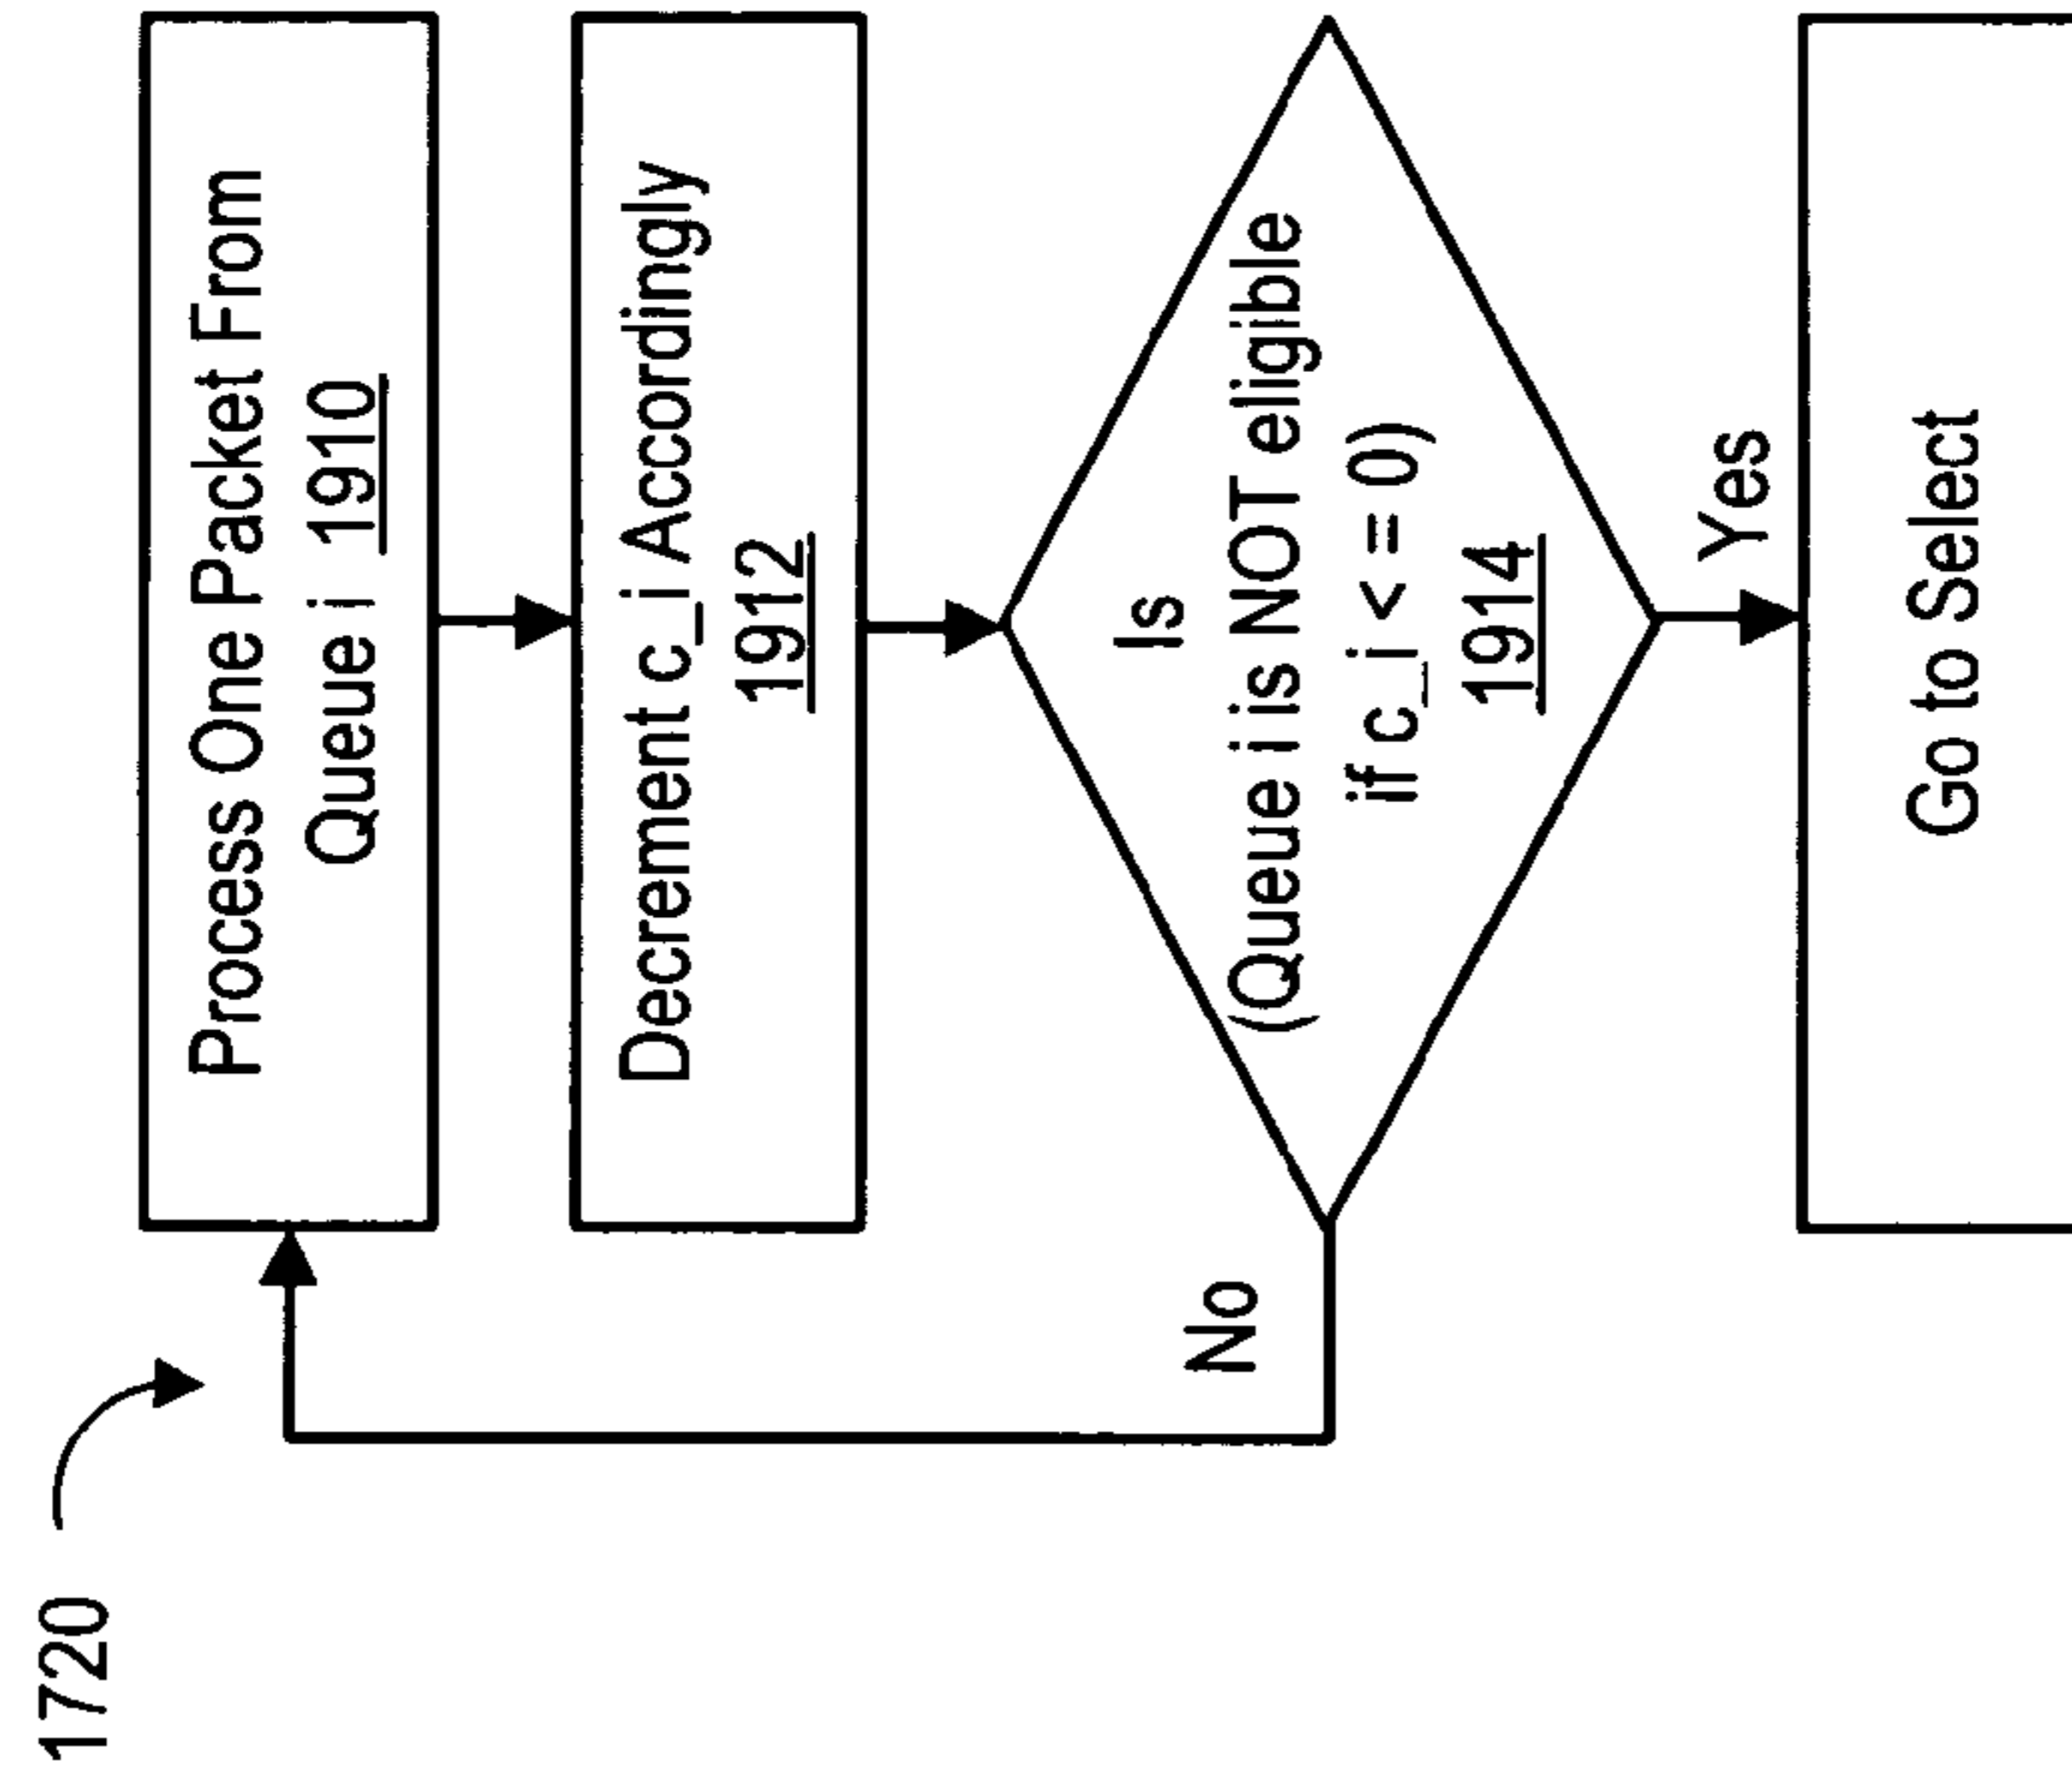 1720
Process One Packet From
Queue i 1910
Decrement c_i Accordingly
1912
Is
(Queue i is NOT eligible
if c_i < = 0)
1914
No
Yes
Go to Select